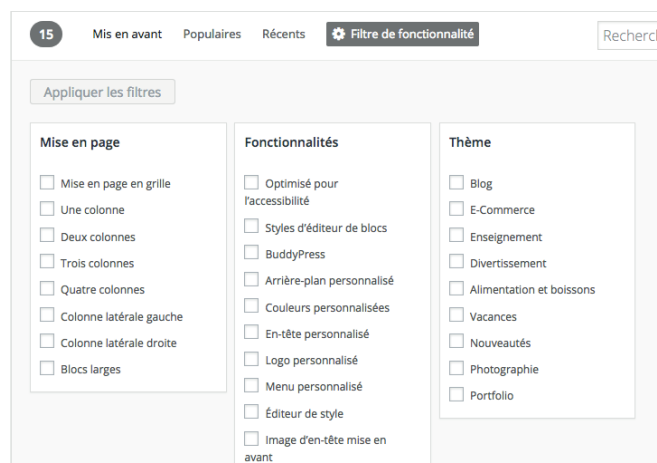 15 Mis en avant Populaires Récents Filtre de fonctionnalité Recherc
Appliquer les filtres
Mise en page
Mise en page en grille
Une colonne
Deux colonnes
Trois colonnes
Quatre colonnes
Colonne latérale gauche
Colonne latérale droite
Blocs larges
Fonctionnalités
Optimisé pour
l'accessibilité
Styles d'éditeur de blocs
BuddyPress
Arrière-plan personnalisé
Couleurs personnalisées
En-tête personnalisé
Logo personnalisé
Menu personnalisé
Éditeur de style
Image d'en-tête mise en
avant
Thème
Blog
E-Commerce
Enseignement
Divertissement
Alimentation et boissons
Vacances
Nouveautés
Photographie
Portfolio